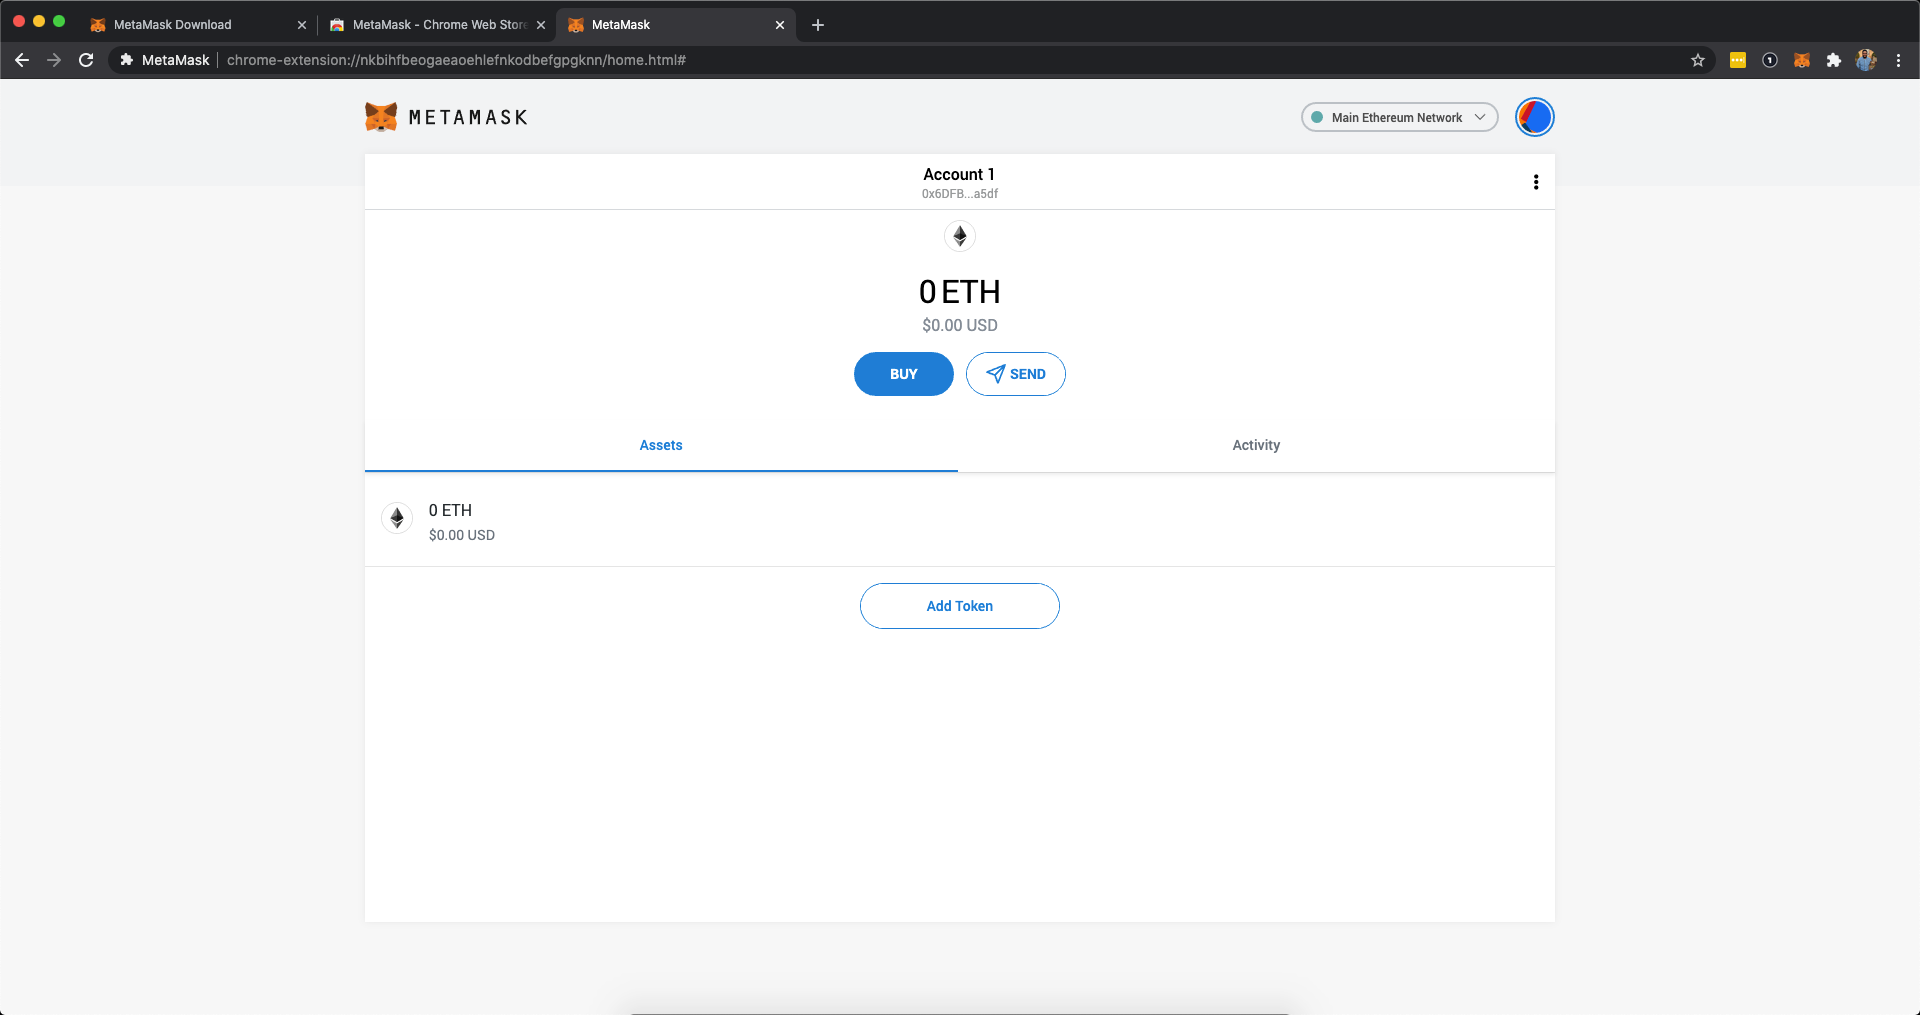 MetaMask Download
MetaMask - Chrome Web Store
MetaMask
MetaMask
chrome-extension://nkbihfbeogaeaoehlefnkodbefgpgknn/home.html#
METAMASK
Main Ethereum Network
Account 1
0x6DFB...a5df
0 ETH
$0.00 USD
BUY
SEND
Assets
Activity
0 ETH
$0.00 USD
Add Token